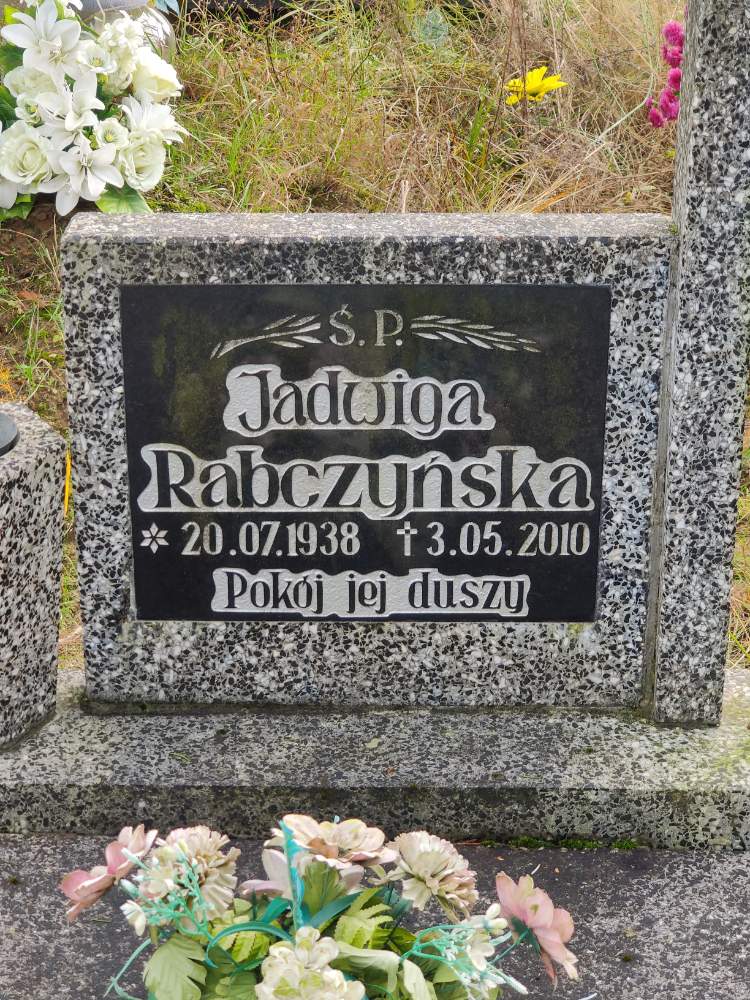 Ś.P.
Jadwiga
Rabczyńska
* 20.07.1938 † 3.05.2010
Pokój jej duszy